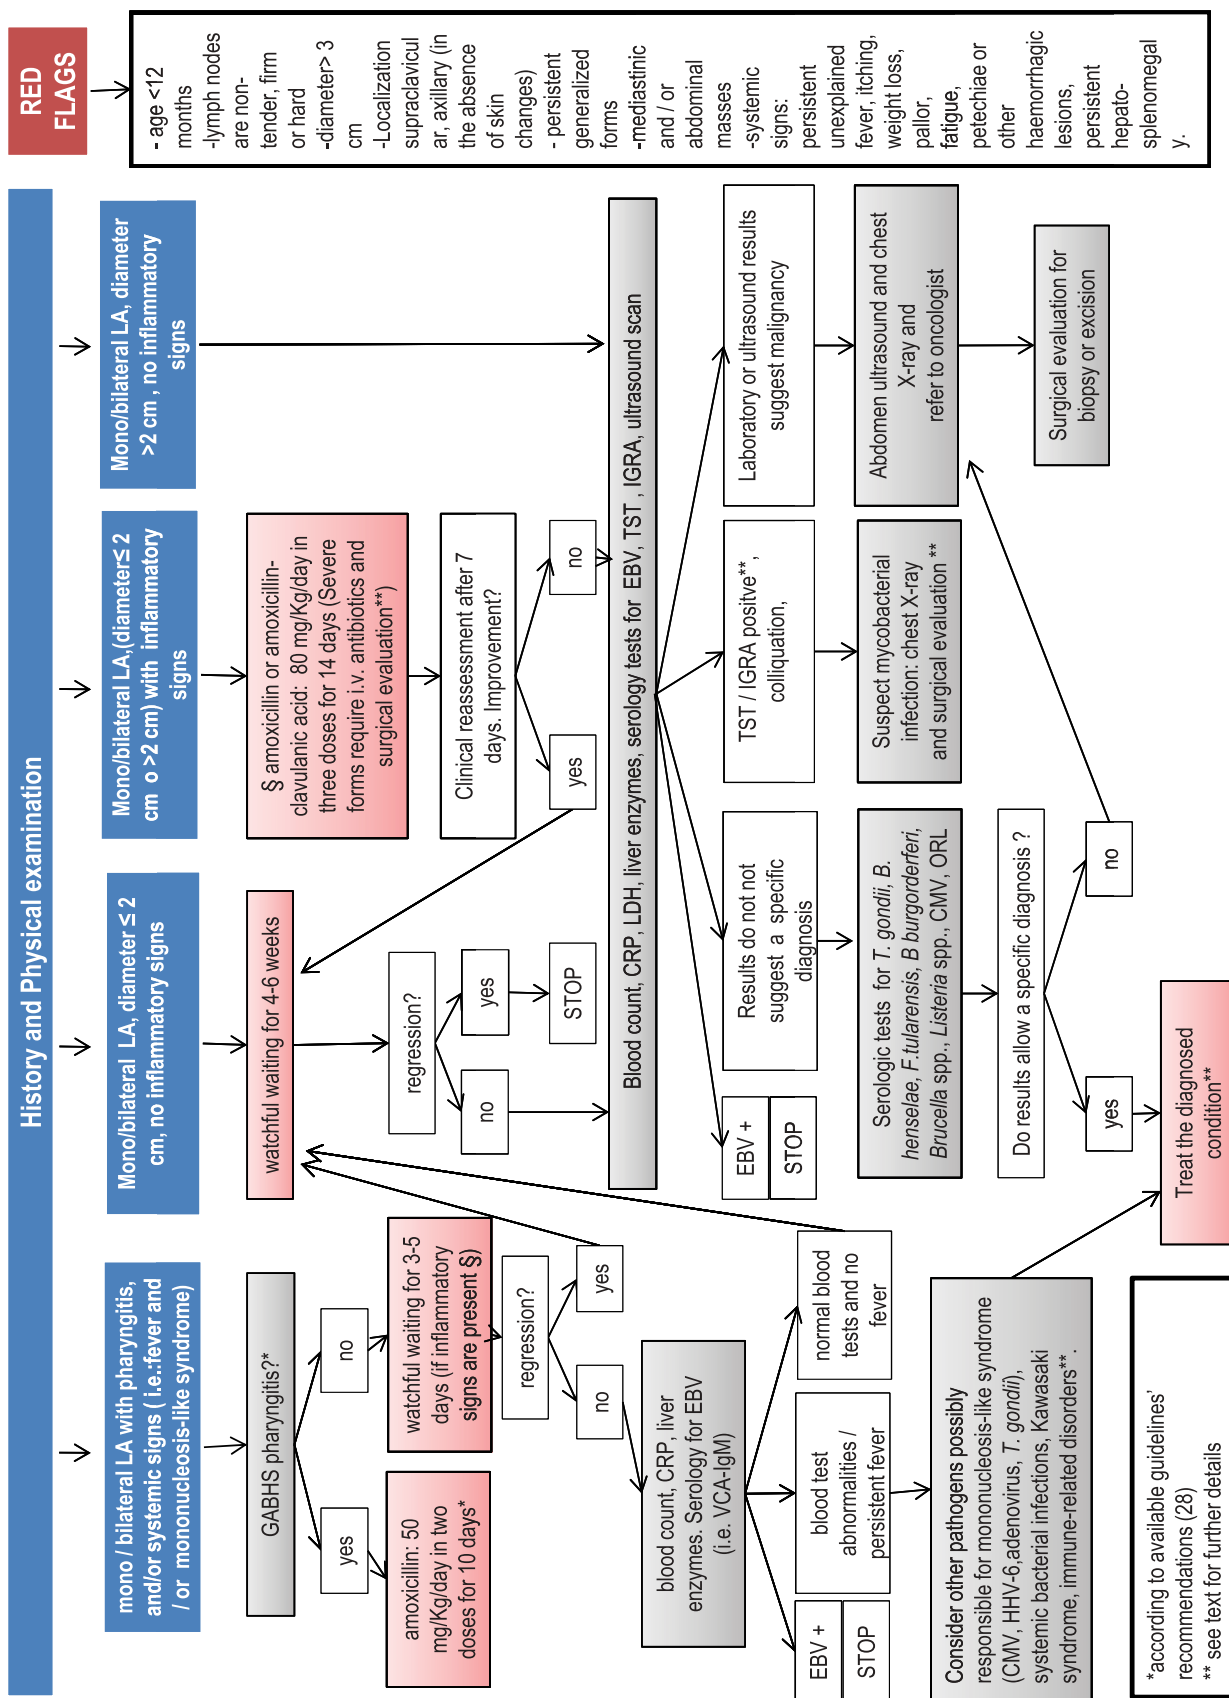 History and Physical examination
RED
FLAGS
mono / bilateral LA with pharyngitis,
and/or systemic signs ( i.e.:fever and
/ or mononucleosis-like syndrome)
Mono/bilateral LA, diameter ≤ 2
cm, no inflammatory signs
Mono/bilateral LA,(diameter≤ 2
cm o >2 cm) with inflammatory
signs
Mono/bilateral LA, diameter
>2 cm , no inflammatory
signs
- age <12
months
-lymph nodes
are non-
tender, firm
or hard
-diameter> 3
cm
-Localization
supraclavicul
ar, axillary (in
the absence
of skin
changes)
- persistent
generalized
forms
-mediastinic
and / or
abdominal
masses
-systemic
signs:
persistent
unexplained
fever, itching,
weight loss,
pallor,
fatigue,
petechiae or
other
haemorrhagic
lesions,
persistent
hepato-
splenomegal
y.
GABHS pharyngitis?*
yes
no
amoxicillin: 50
mg/Kg/day in two
doses for 10 days*
watchful waiting for 3-5
days (if inflammatory
signs are present §)
regression?
no
yes
blood count, CRP, liver
enzymes. Serology for EBV
(i.e. VCA-IgM)
EBV +
STOP
blood test
abnormalities /
persistent fever
normal blood
tests and no
fever
Consider other pathogens possibly
responsible for mononucleosis-like syndrome
(CMV, HHV-6,adenovirus, T. gondii),
systemic bacterial infections, Kawasaki
syndrome, immune-related disorders**.
watchful waiting for 4-6 weeks
regression?
no
yes
STOP
§ amoxicillin or amoxicillin-
clavulanic acid: 80 mg/Kg/day in
three doses for 14 days (Severe
forms require i.v. antibiotics and
surgical evaluation**)
Clinical reassessment after 7
days. Improvement?
yes
no
Blood count, CRP, LDH, liver enzymes, serology tests for EBV, TST , IGRA, ultrasound scan
EBV +
STOP
Results do not not
suggest a specific
diagnosis
TST / IGRA positve**,
colliquation,
Laboratory or ultrasound results
suggest malignancy
Serologic tests for T. gondii, B.
henselae, F.tularensis, B burgorderferi,
Brucella spp., Listeria spp., CMV, ORL
Suspect mycobacterial
infection: chest X-ray
and surgical evaluation **
Abdomen ultrasound and chest
X-ray and
refer to oncologist
Do results allow a specific diagnosis ?
yes
no
Surgical evaluation for
biopsy or excision
Treat the diagnosed
condition**
*according to available guidelines'
recommendations (28)
** see text for further details